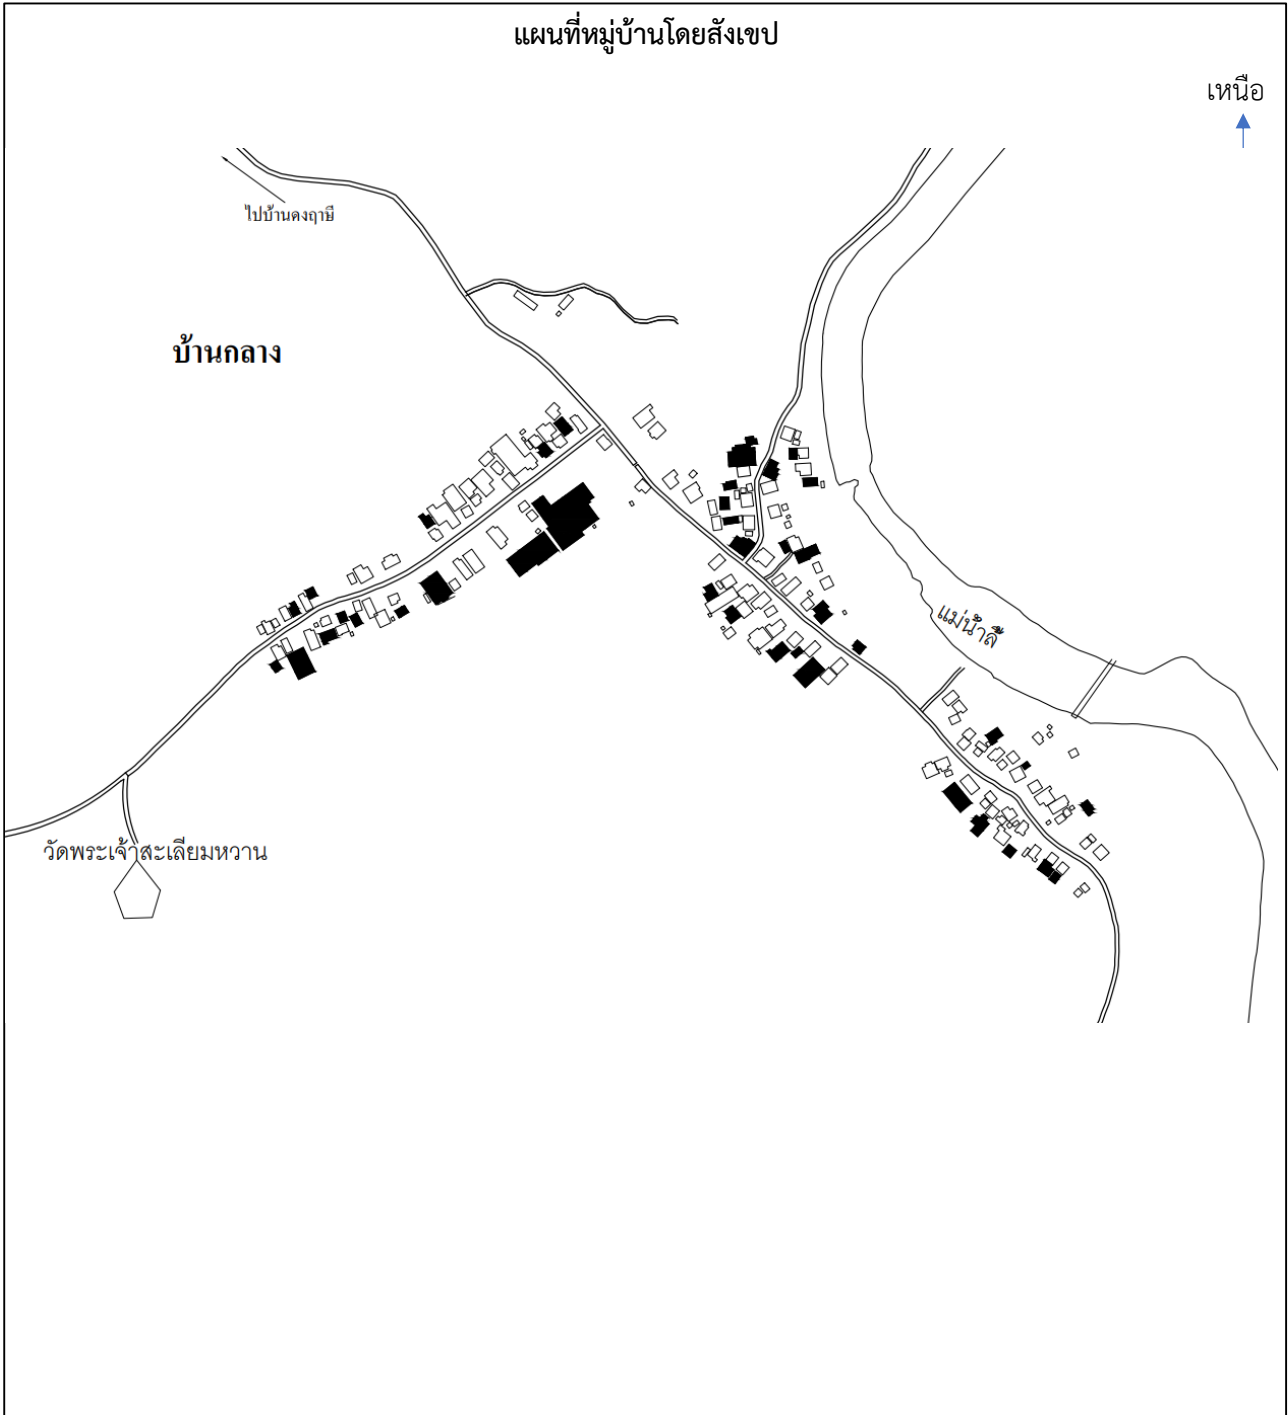 แผนที่หมู่บ้านโดยสังเขป
เหนือ
ไปบ้านดงฤาษี
บ้านกลาง
แม่น้ำลี้
วัดพระเจ้าสะเลียมหวาน